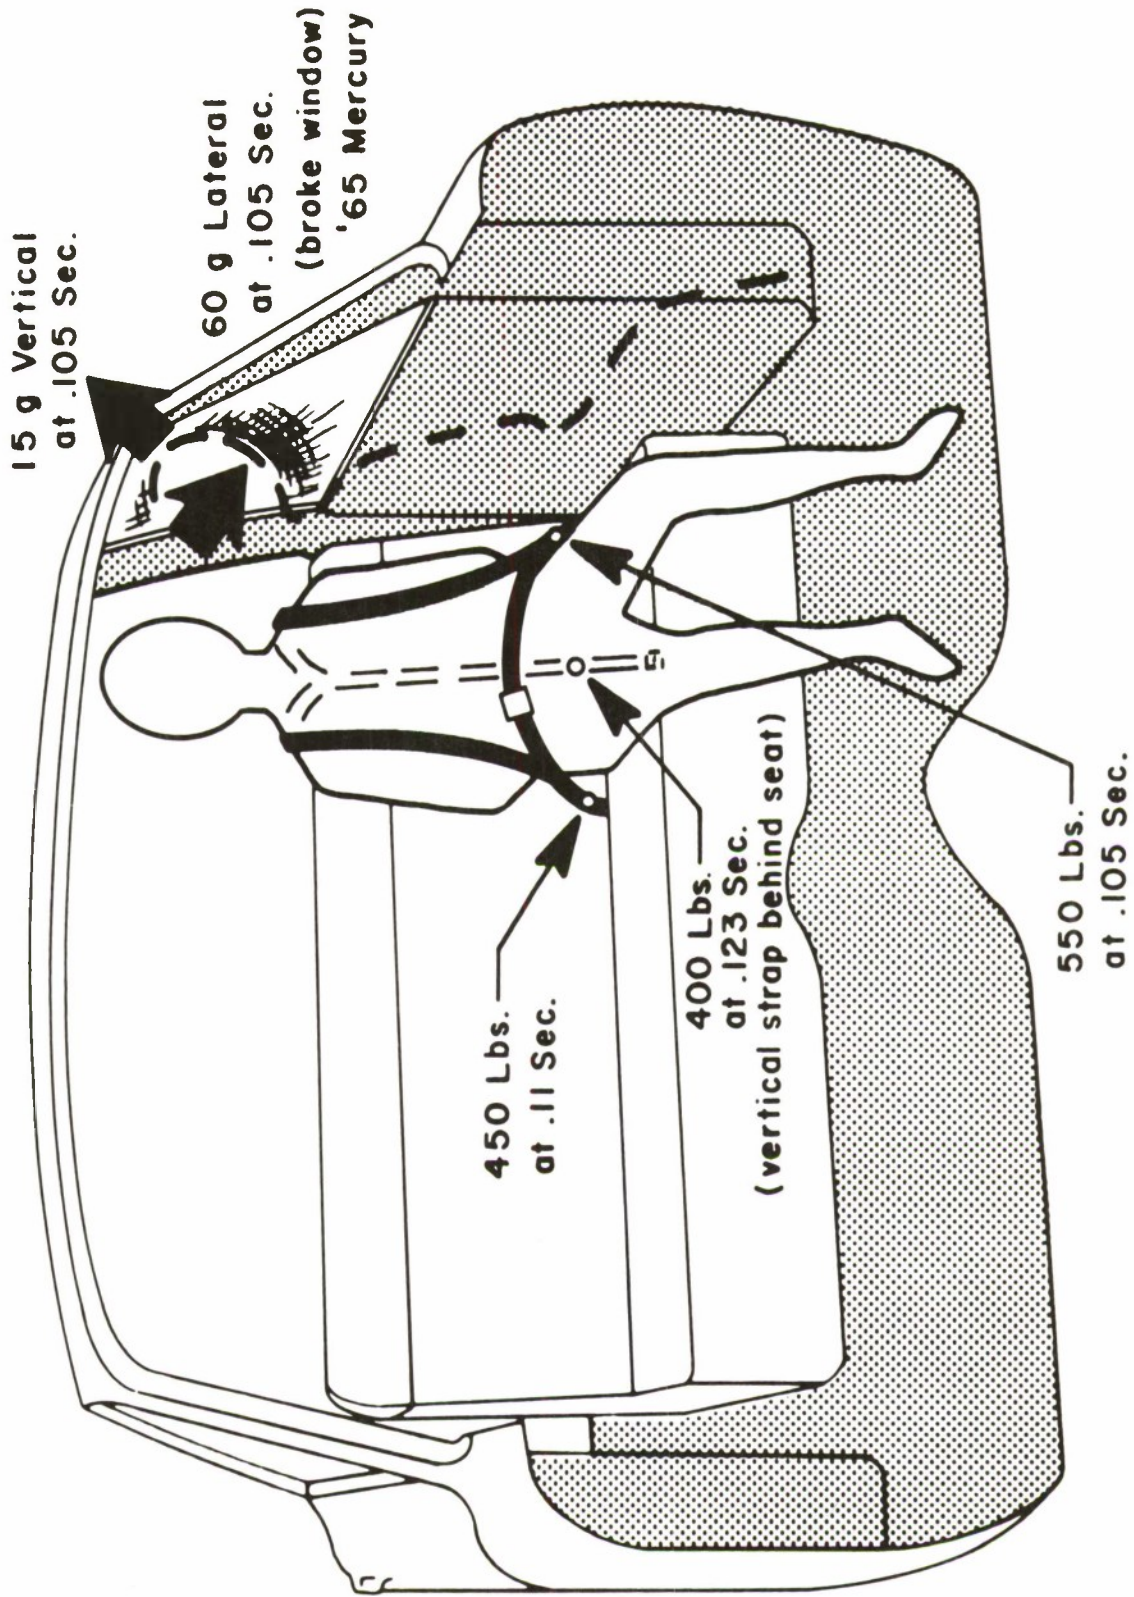 15 g Vertical
at .105 Sec.
60 g Lateral
at .105 Sec.
(broke window)
'65 Mercury
450 Lbs.
at .11 Sec.
400 Lbs.
at .123 Sec.
(vertical strap behind seat)
550 Lbs.
at .105 Sec.